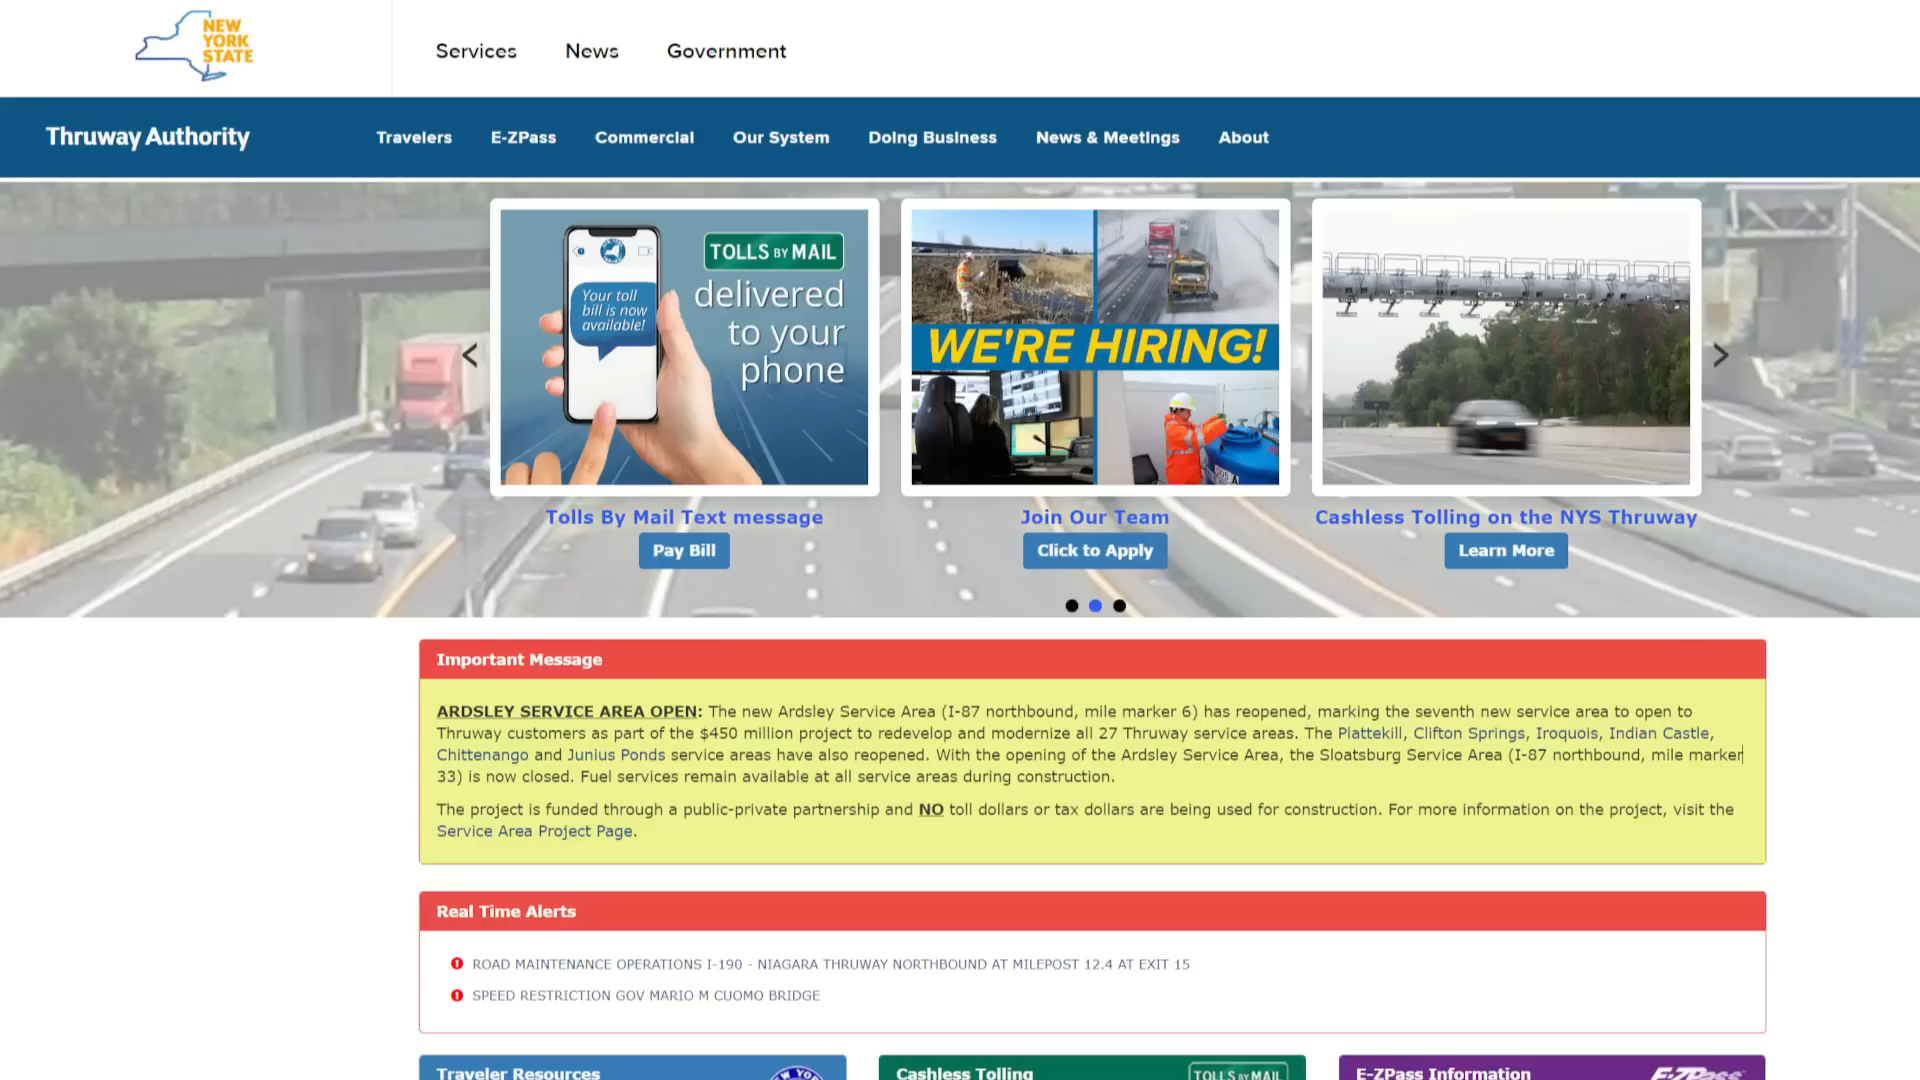 NEW
YORK
STATE
Services News Government
Thruway Authority
Travelers E-ZPass Commercial Our System Doing Business News & Meetings About
Your toll
bill is now
available!
TOLLS BY MAIL
delivered
to your
phone
WE'RE HIRING!
Tolls By Mail Text message
Pay Bill
Join Our Team
Click to Apply
Cashless Tolling on the NYS Thruway
Learn More
Important Message
ARDSLEY SERVICE AREA OPEN: The new Ardsley Service Area (I-87 northbound, mile marker 6) has reopened, marking the seventh new service area to open to
Thruway customers as part of the $450 million project to redevelop and modernize all 27 Thruway service areas. The Plattekill, Clifton Springs, Iroquois, Indian Castle,
Chittenango and Junius Ponds service areas have also reopened. With the opening of the Ardsley Service Area, the Sloatsburg Service Area (I-87 northbound, mile marker
33) is now closed. Fuel services remain available at all service areas during construction.
The project is funded through a public-private partnership and NO toll dollars or tax dollars are being used for construction. For more information on the project, visit the
Service Area Project Page.
Real Time Alerts
ROAD MAINTENANCE OPERATIONS I-190 - NIAGARA THRUWAY NORTHBOUND AT MILEPOST 12.4 AT EXIT 15
SPEED RESTRICTION GOV MARIO M CUOMO BRIDGE
Traveler Resources
Cashless Tolling
TOLLS BY MAIL
E-ZPass Information
E-ZPass